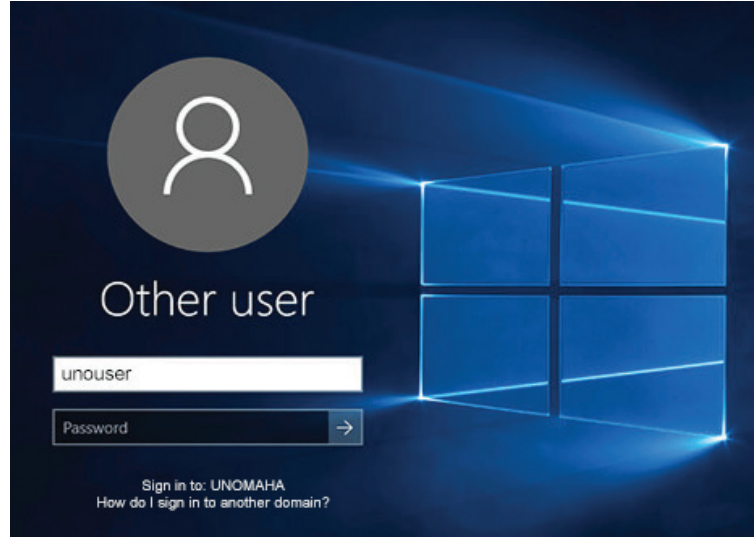 Other user
unouser
Password
Sign in to: UNOMAHA
How do I sign in to another domain?